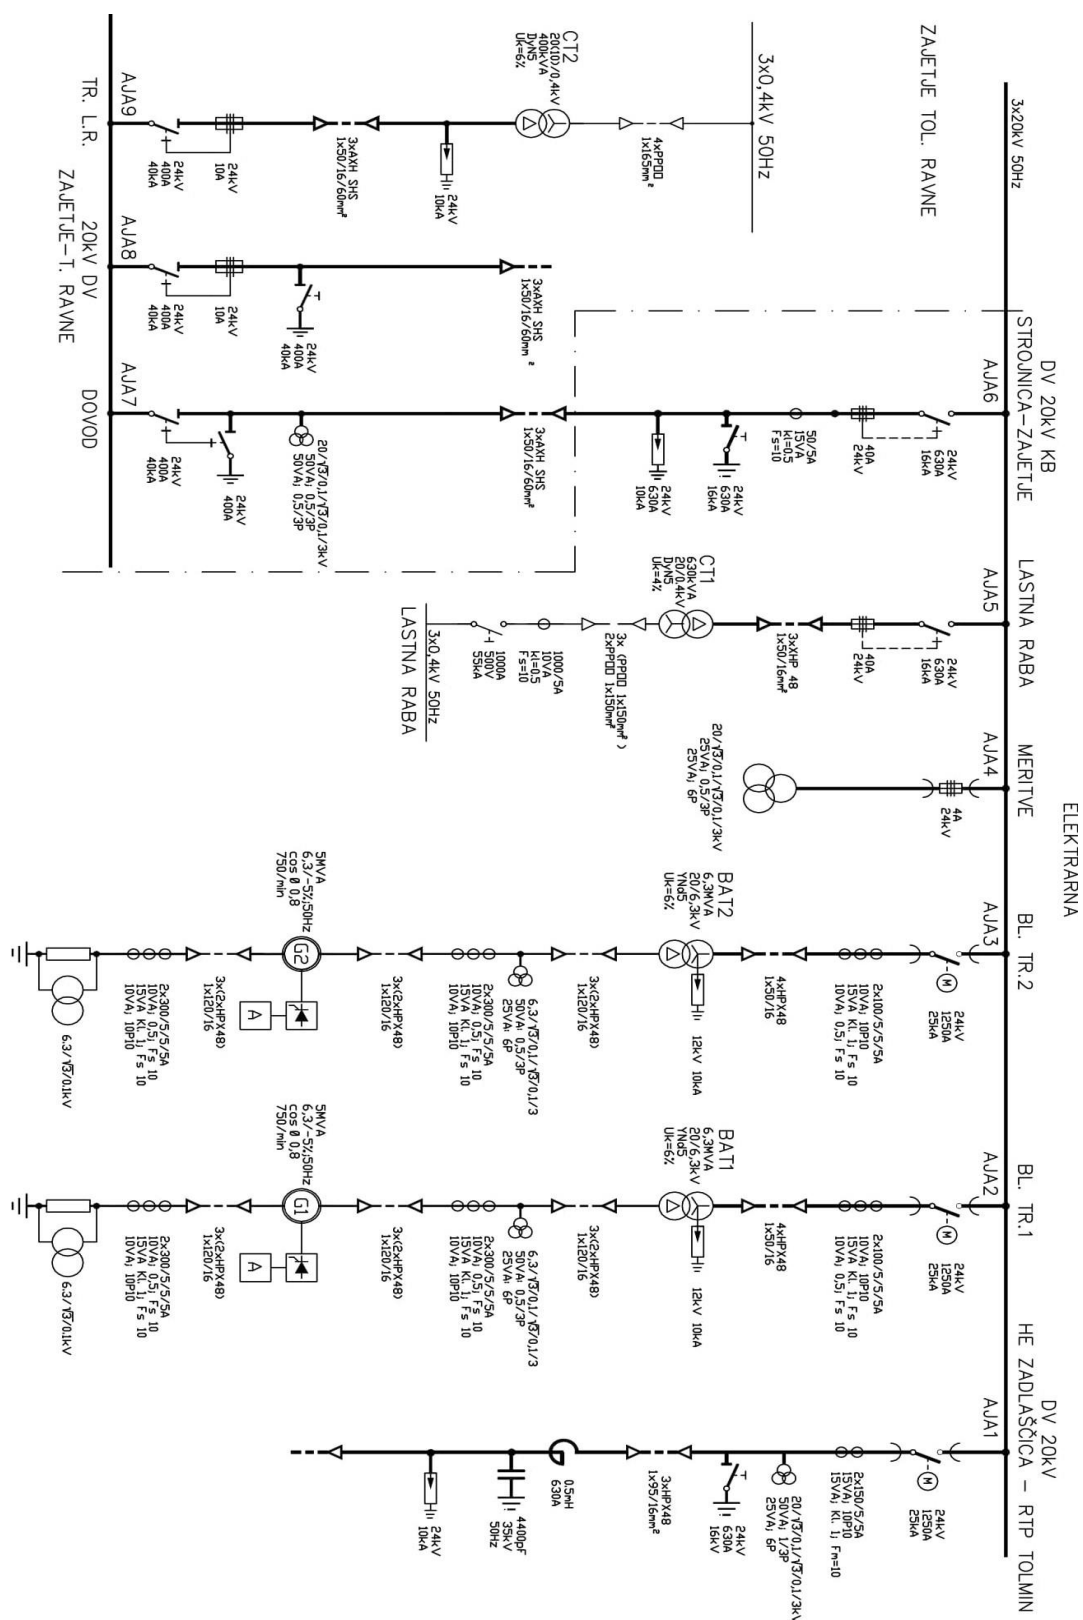 ELEKTRARNA
ZAJETJE TOL. RAVNE
3x20kV 50Hz
DV 20kV KB
STROJNICA-ZAJETJE
AJA6
24kV
630A
16kA
40A
24kV
50/5A
15VA
kl=0.5
Fs=10
24kV
630A
16kA
24kV
630A
10kA
3xAXH SHS
1x50/16/60mm²
LASTNA RABA
AJA5
24kV
630A
16kA
40A
24kV
3xXHP 48
1x50/16mm²
CT1
630kVA
20/0.4kV
DyN5
Uk=4%
3x (PPOO 1x150mm²)
2xPPOO 1x150mm²
1000/5A
10VA
kl=0.5
Fs=10
1000A
500V
55kA
3x0,4kV 50Hz
LASTNA RABA
MERITVE
AJA4
4A
24kV
20/√3/0,1/√3/0,1/3kV
25VA; 0,5/3P
25VA; 6P
BL. TR.2
AJA3
M
24kV
1250A
25kA
2x100/5/5/5A
10VA; 10P10
15VA Kl. 1; Fs 10
10VA; 0,5; Fs 10
4xHPX48
1x50/16
BAT2
6,3MVA
20/6,3kV
YNd5
Uk=6%
12kV 10kA
3x(2xHPX48)
1x120/16
6,3/√3/0,1/√3/0,1/3
50VA; 0,5/3P
25VA; 6P
2x300/5/5/5A
10VA; 0,5; Fs 10
15VA Kl. 1; Fs 10
10VA; 10P10
3x(2xHPX48)
1x120/16
G2
A
5MVA
6,3/-5%;50Hz
cos ø 0,8
750/min
3x(2xHPX48)
1x120/16
2x300/5/5/5A
10VA; 0,5; Fs 10
15VA Kl. 1; Fs 10
10VA; 10P10
6.3/√3/0.1kV
BL. TR.1
AJA2
M
24kV
1250A
25kA
2x100/5/5/5A
10VA; 10P10
15VA Kl. 1; Fs 10
10VA; 0,5; Fs 10
4xHPX48
1x50/16
BAT1
6,3MVA
20/6,3kV
YNd5
Uk=6%
12kV 10kA
3x(2xHPX48)
1x120/16
6,3/√3/0,1/√3/0,1/3
50VA; 0,5/3P
25VA; 6P
2x300/5/5/5A
10VA; 0,5; Fs 10
15VA Kl. 1; Fs 10
10VA; 10P10
3x(2xHPX48)
1x120/16
G1
A
5MVA
6,3/-5%;50Hz
cos ø 0,8
750/min
3x(2xHPX48)
1x120/16
2x300/5/5/5A
10VA; 0,5; Fs 10
15VA Kl. 1; Fs 10
10VA; 10P10
6.3/√3/0.1kV
DV 20kV
HE ZADLAŠČICA - RTP TOLMIN
AJA1
M
24kV
1250A
25kA
2x150/5/5/5A
15VA; 10P10
15VA; Kl. 1; Fm=10
20/√3/0,1/√3/0,1/3kV
50VA; 1/3P
25VA; 6P
24kV
630A
16kV
3xHPX48
1x95/16mm²
0.5mH
630A
4400pF
35kV
50Hz
24kV
10kA
3x0,4kV 50Hz
4xPPOO
1x165mm²
CT2
20(10)/0,4kV
400kVA
DyN5
Uk=6%
24kV
10kA
3xAXH SHS
1x50/16/60mm²
24kV
10A
24kV
400A
40kA
AJA9
TR. L.R.
3xAXH SHS
1x50/16/60mm²
24kV
400A
40kA
24kV
10A
24kV
400A
40kA
AJA8
20kV DV
ZAJETJE-T. RAVNE
20/√3/0,1/√3/0,1/3kV
50VA; 0,5/3P
50VA; 0,5/3P
24kV
400A
24kV
400A
40kA
AJA7
DOVOD